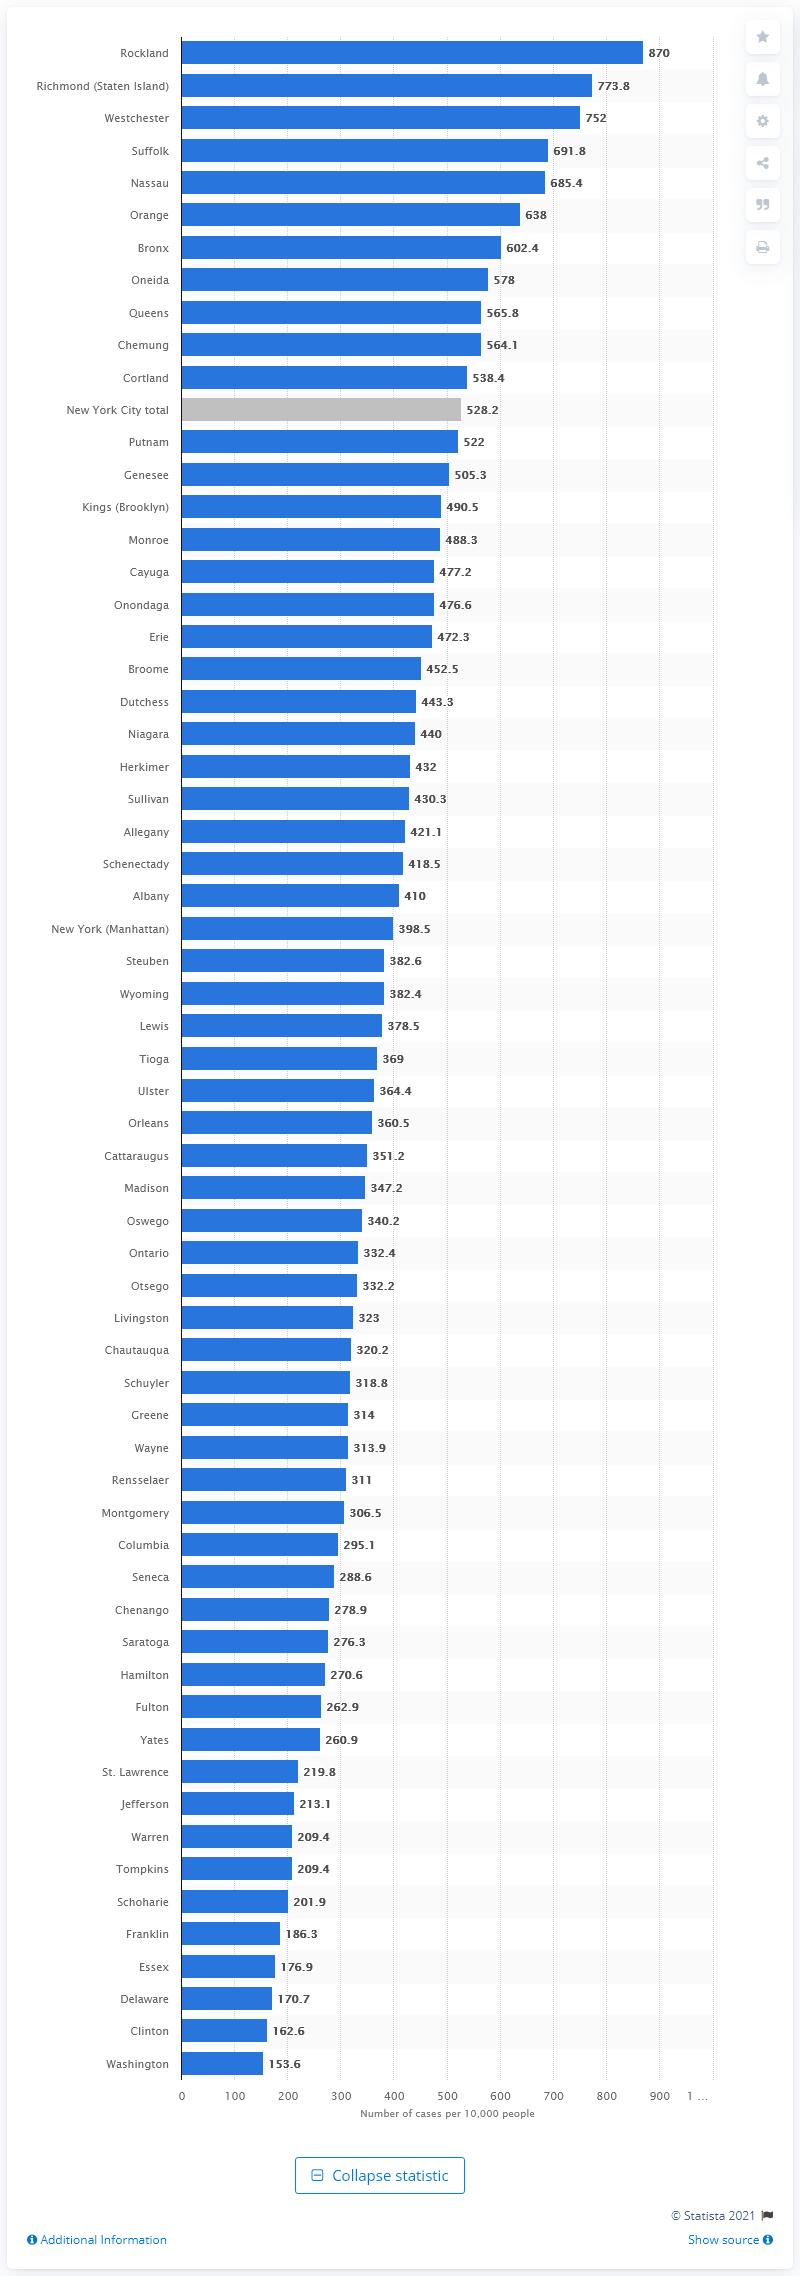 Rockland 870
Richmond (Staten Island) 773.8
Westchester 752
Suffolk 691.8
Nassau 685.4
Orange 638
Bronx 602.4
Oneida 578
Queens 565.8
Chemung 564.1
Cortland 538.4
New York City total 528.2
Putnam 522
Genesee 505.3
Kings (Brooklyn) 490.5
Monroe 488.3
Cayuga 477.2
Onondaga 476.6
Erie 472.3
Broome 452.5
Dutchess 443.3
Niagara 440
Herkimer 432
Sullivan 430.3
Allegany 421.1
Schenectady 418.5
Albany 410
New York (Manhattan) 398.5
Steuben 382.6
Wyoming 382.4
Lewis 378.5
Tioga 369
Ulster 364.4
Orleans 360.5
Cattaraugus 351.2
Madison 347.2
Oswego 340.2
Ontario 332.4
Otsego 332.2
Livingston 323
Chautauqua 320.2
Schuyler 318.8
Greene 314
Wayne 313.9
Rensselaer 311
Montgomery 306.5
Columbia 295.1
Seneca 288.6
Chenango 278.9
Saratoga 276.3
Hamilton 270.6
Fulton 262.9
Yates 260.9
St. Lawrence 219.8
Jefferson 213.1
Warren 209.4
Tompkins 209.4
Schoharie 201.9
Franklin 186.3
Essex 176.9
Delaware 170.7
Clinton 162.6
Washington 153.6
0 100 200 300 400 500 600 700 800 900 1 ...
Number of cases per 10,000 people
Collapse statistic
© Statista 2021
Additional Information Show source